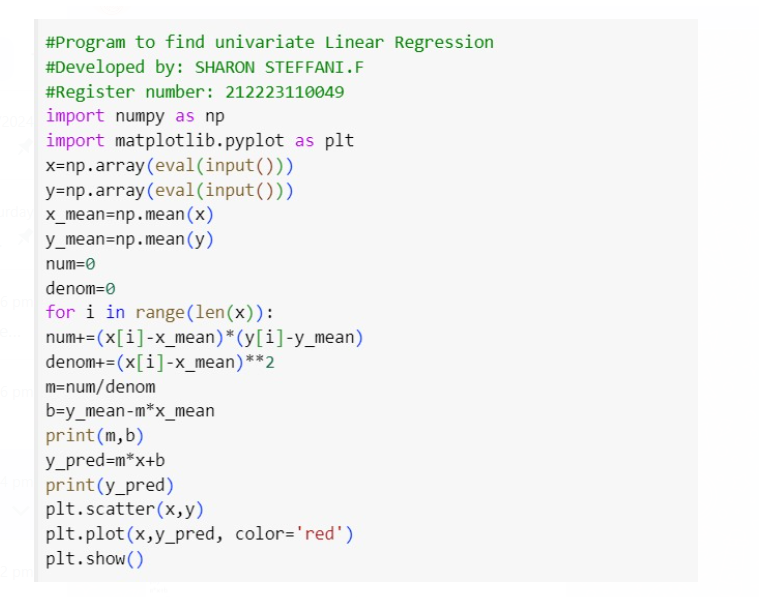 #Program to find univariate Linear Regression
#Developed by: SHARON STEFFANI.F
#Register number: 212223110049
import numpy as np
import matplotlib.pyplot as plt
x=np.array(eval(input()))
y=np.array(eval(input()))
x_mean=np.mean(x)
y_mean=np.mean(y)
num=0
denom=0
for i in range(len(x)):
num+=(x[i]-x_mean)*(y[i]-y_mean)
denom+=(x[i]-x_mean)**2
m=num/denom
b=y_mean-m*x_mean
print(m,b)
y_pred=m*x+b
print(y_pred)
plt.scatter(x,y)
plt.plot(x,y_pred, color='red')
plt.show()